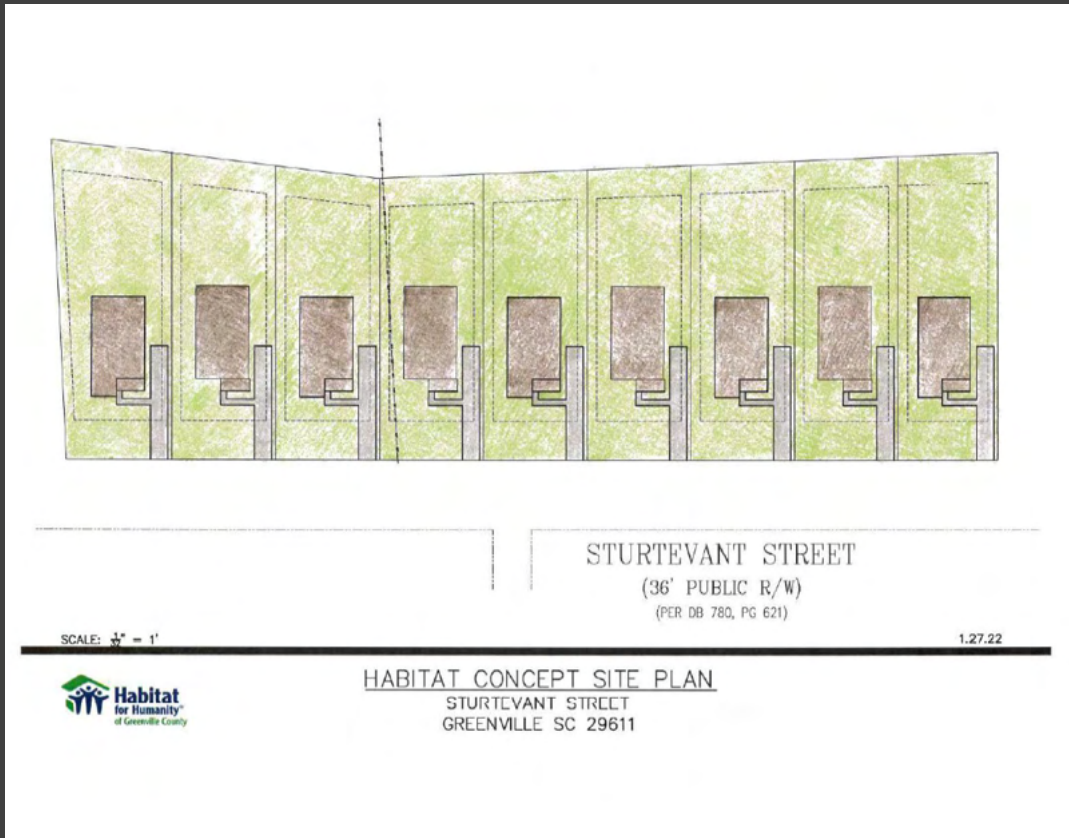 STURTEVANT STREET
(36' PUBLIC R/W)
(PER DB 780, PG 621)
SCALE: 1/32" = 1'
1.27.22
HABITAT CONCEPT SITE PLAN
STURTEVANT STREET
GREENVILLE SC 29611
Habitat
for Humanity®
of Greenville County